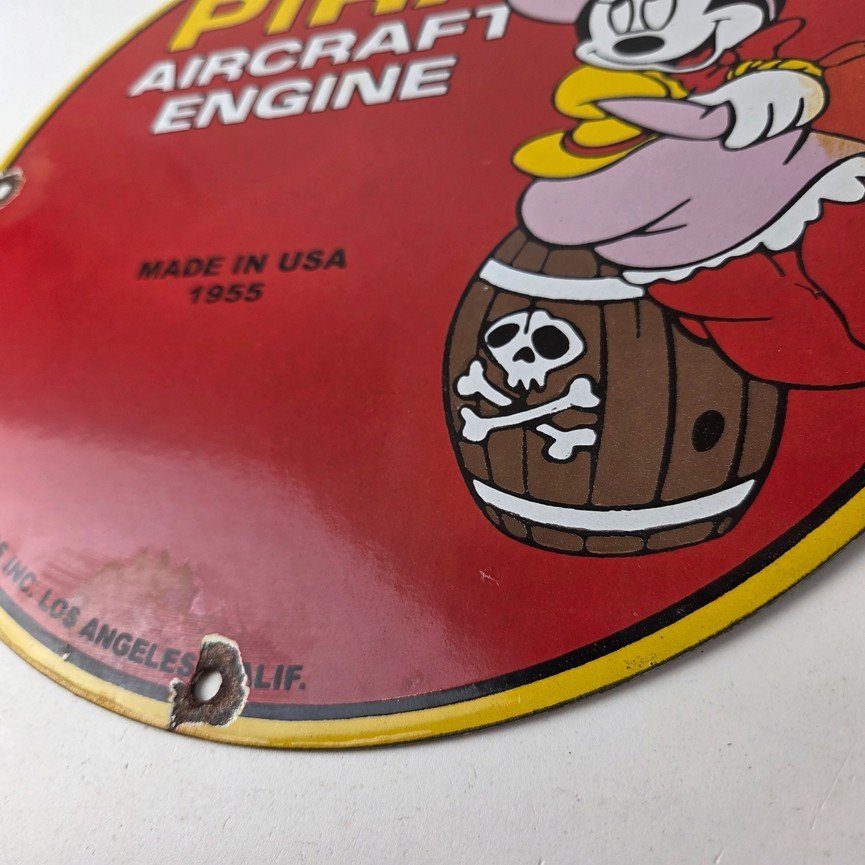 AIRCRAFT
ENGINE
MADE IN USA
1955
INC. LOS ANGELES ALIF.